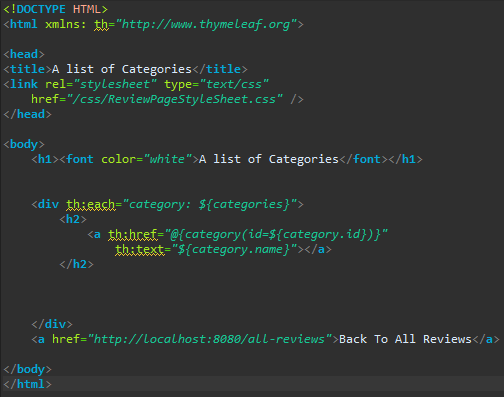 <!DOCTYPE HTML>
<html xmlns: th="http://www.thymeleaf.org">
<head>
<title>A list of Categories</title>
<link rel="stylesheet" type="text/css"
href="/css/ReviewPageStyleSheet.css" />
</head>
<body>
<h1><font color="white">A list of Categories</font></h1>
<div th:each="category: ${categories}">
<h2>
<a th:href="@{category(id=${category.id})}"
th:text="${category.name}"></a>
</h2>
</div>
<a href="http://localhost:8080/all-reviews">Back To All Reviews</a>
</body>
</html>